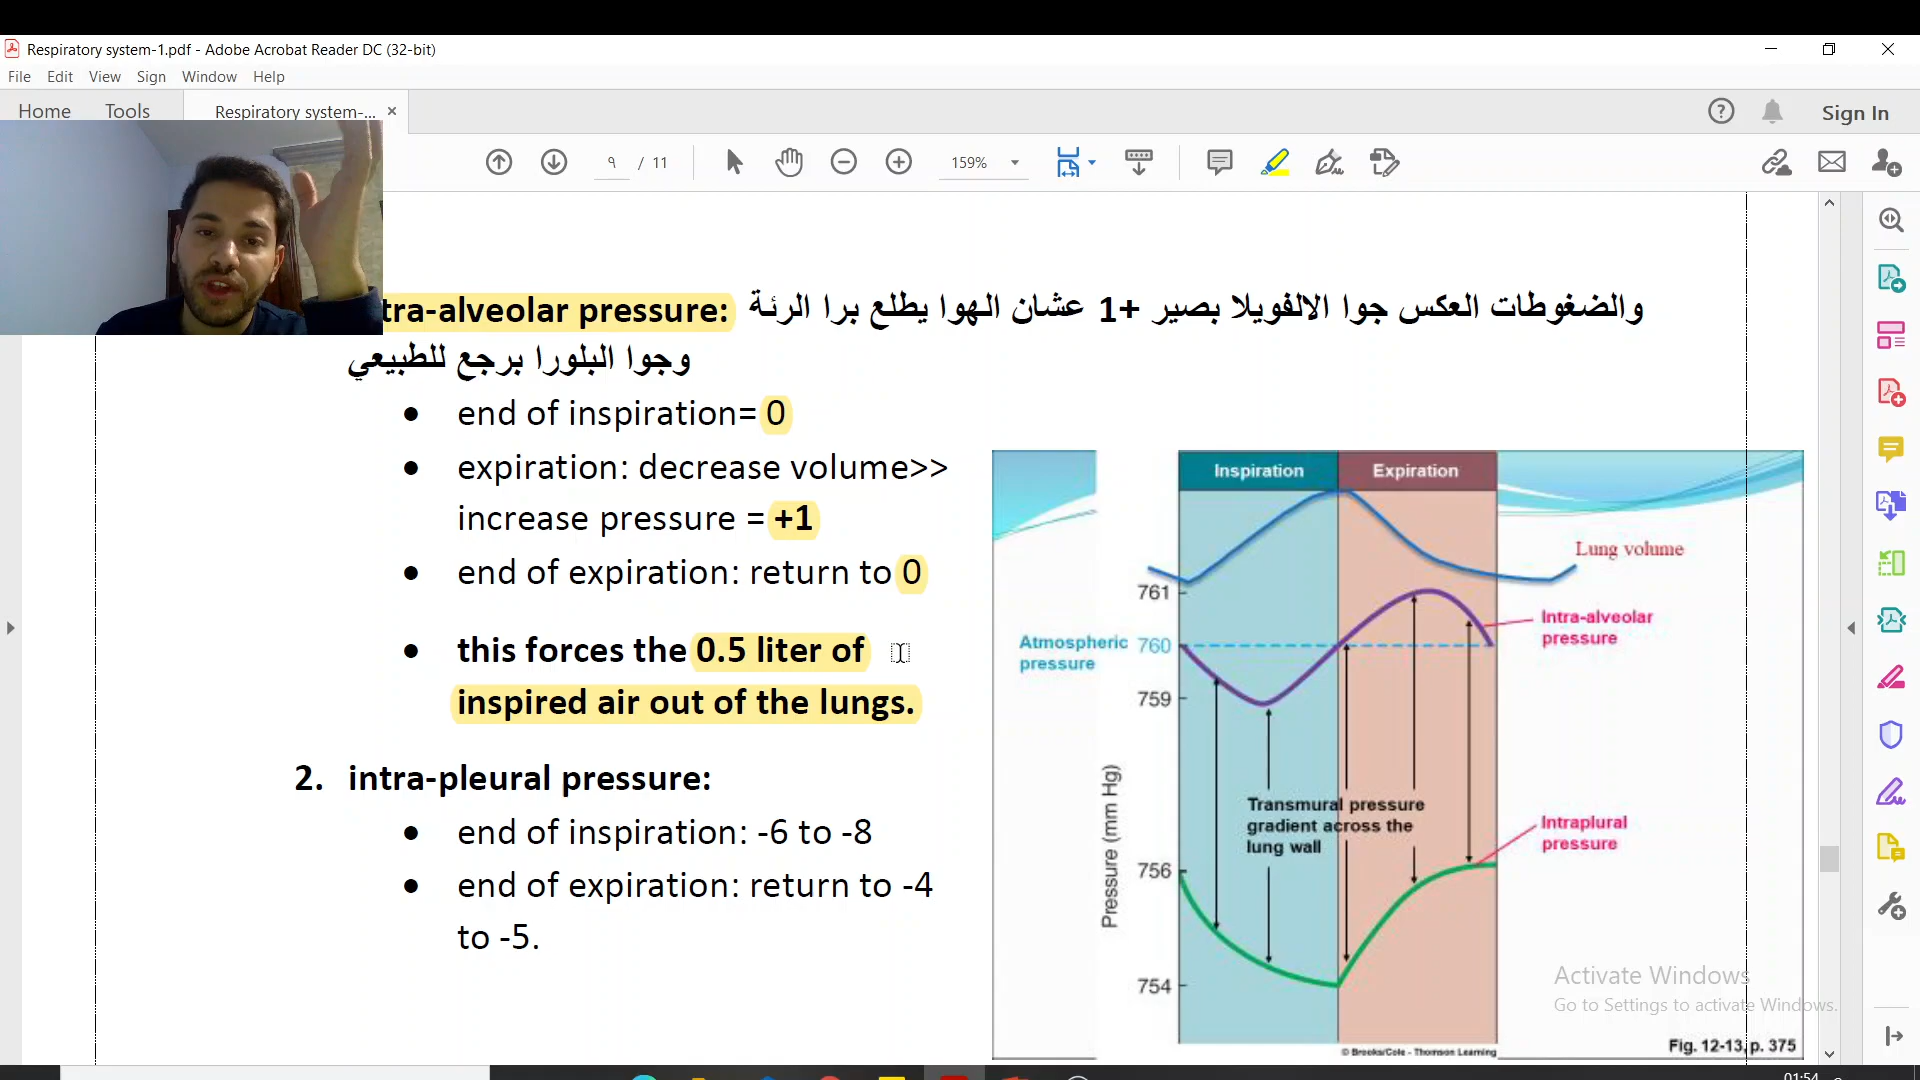 Respiratory system-1.pdf - Adobe Acrobat Reader DC (32-bit)
File Edit View Sign Window Help
Home Tools Respiratory system-... ×
Sign In
٩ / 11 159%
tra-alveolar pressure: والضغوطات العكس جوا الالفويلا بصير +1 عشان الهوا يطلع برا الرئة
وجوا البلورا برجع للطبيعي
• end of inspiration= 0
• expiration: decrease volume>>
increase pressure = +1
• end of expiration: return to 0
• this forces the 0.5 liter of
inspired air out of the lungs.
2. intra-pleural pressure:
• end of inspiration: -6 to -8
• end of expiration: return to -4
to -5.
Inspiration Expiration
Lung volume
761
Intra-alveolar
pressure
Atmospheric 760
pressure
759
Pressure (mm Hg)
Transmural pressure
gradient across the
lung wall
Intraplural
pressure
756
754
© Brooks/Cole - Thomson Learning
Fig. 12-13, p. 375
Activate Windows
Go to Settings to activate Windows.
01:54